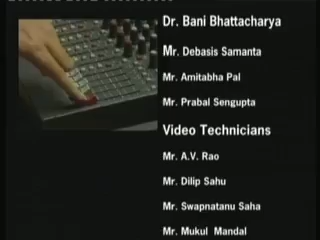 Dr. Bani Bhattacharya
Mr. Debasis Samanta
Mr. Amitabha Pal
Mr. Prabal Sengupta
Video Technicians
Mr. A.V. Rao
Mr. Dilip Sahu
Mr. Swapnatanu Saha
Mr. Mukul Mandal